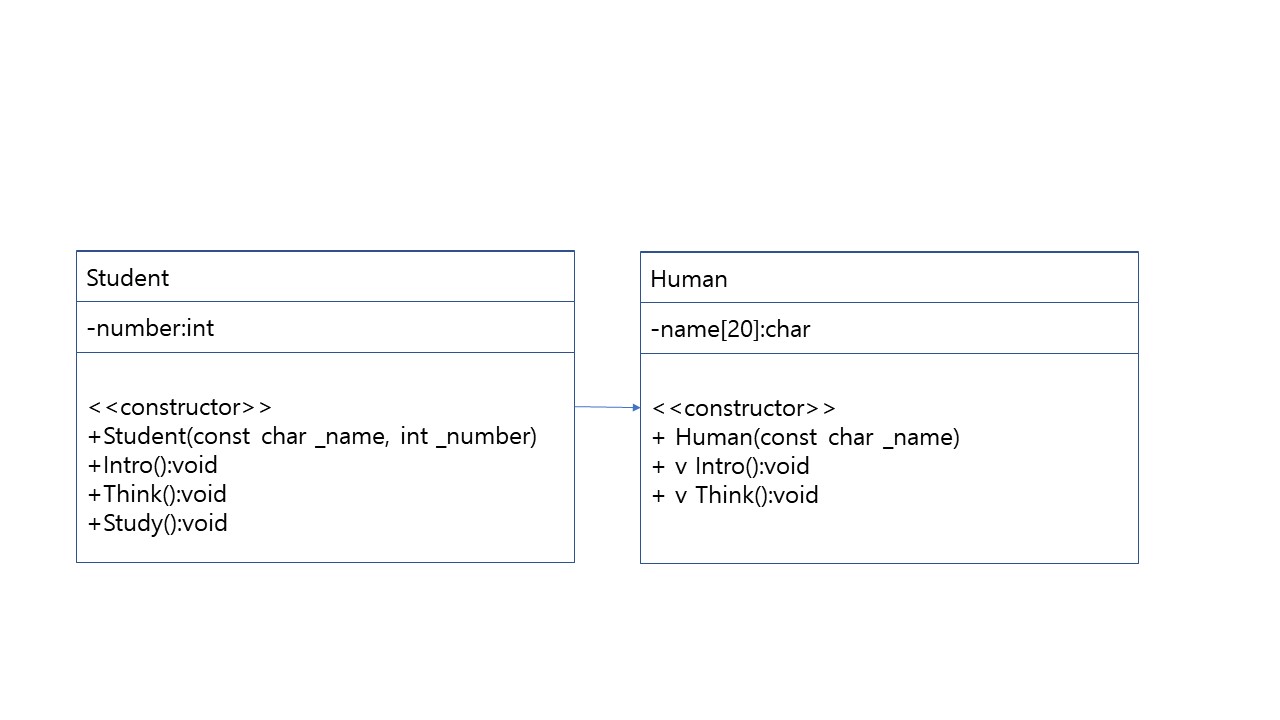 Student
-number:int
<<constructor>>
+Student(const char _name, int _number)
+Intro():void
+Think():void
+Study():void
Human
-name[20]:char
<<constructor>>
+ Human(const char _name)
+ v Intro():void
+ v Think():void